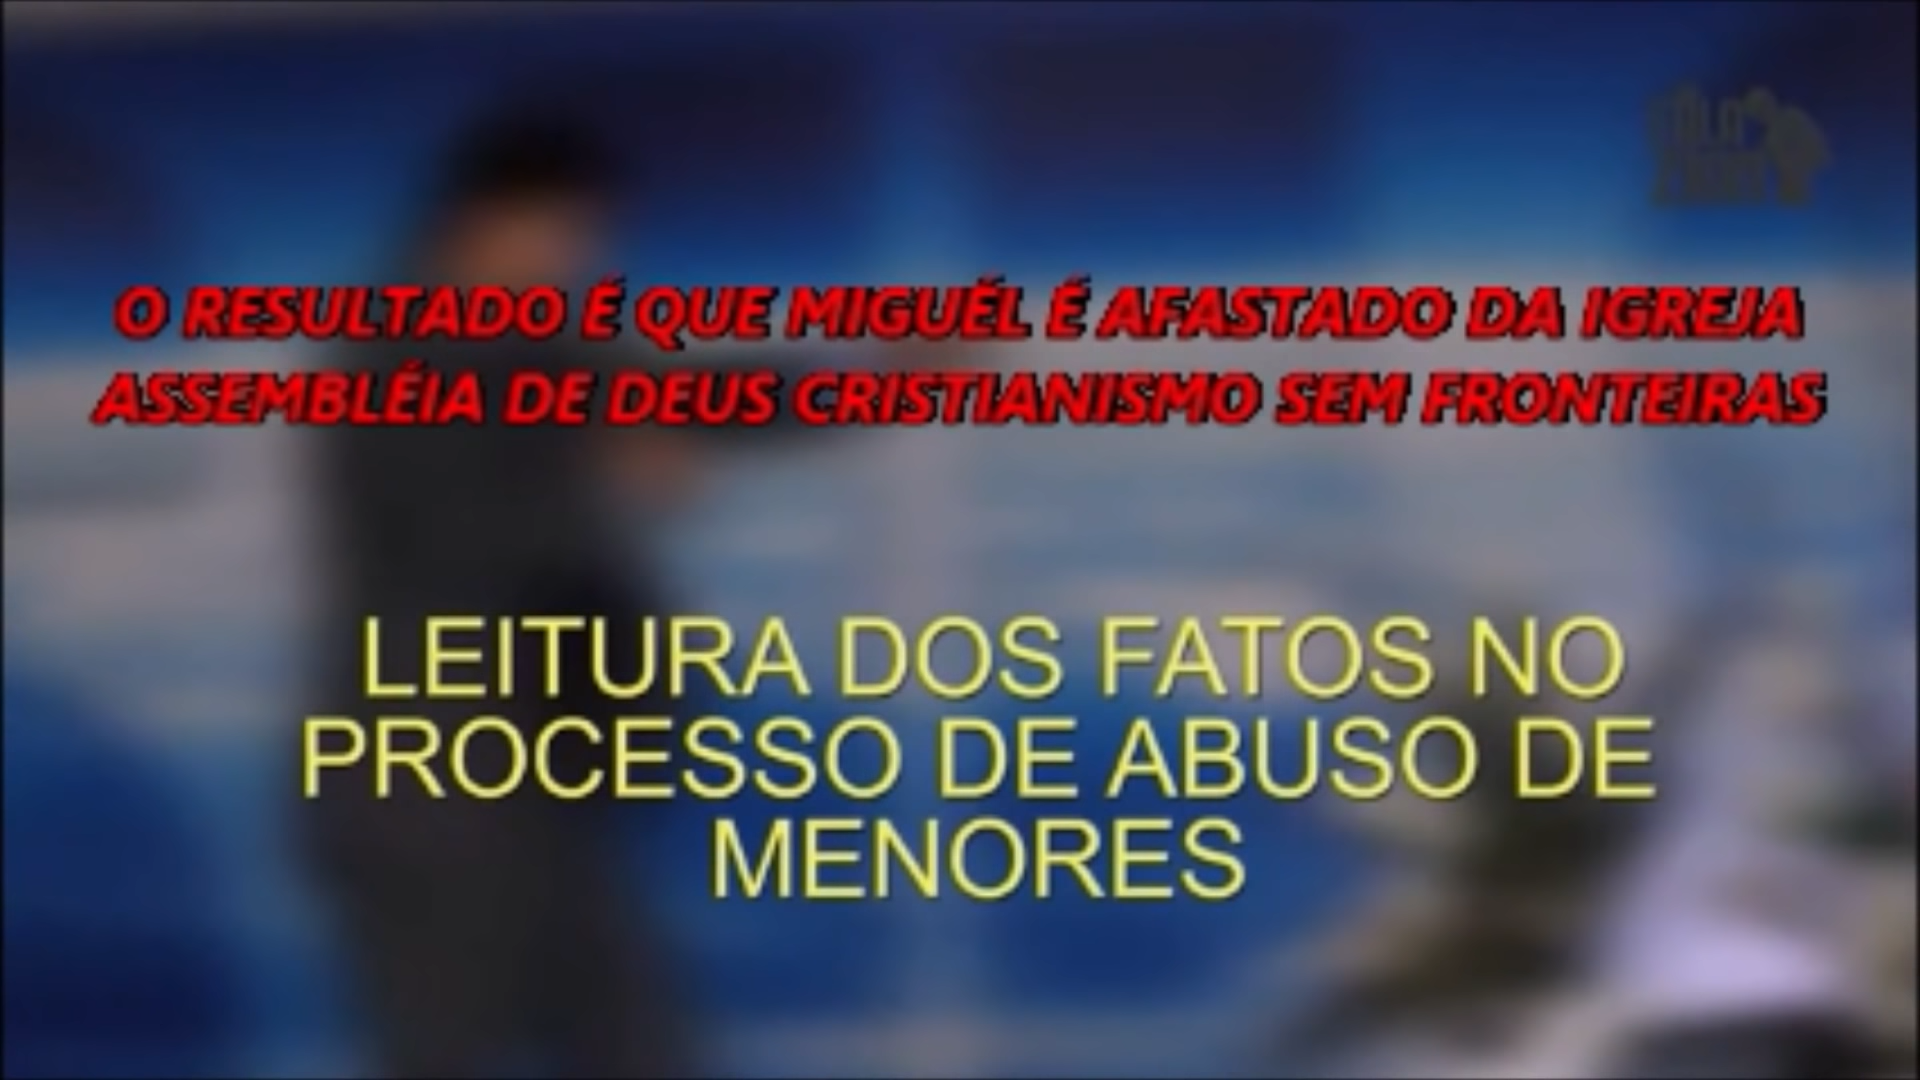 O RESULTADO É QUE MIGUÉL É AFASTADO DA IGREJA
ASSEMBLÉIA DE DEUS CRISTIANISMO SEM FRONTEIRAS
LEITURA DOS FATOS NO
PROCESSO DE ABUSO DE
MENORES